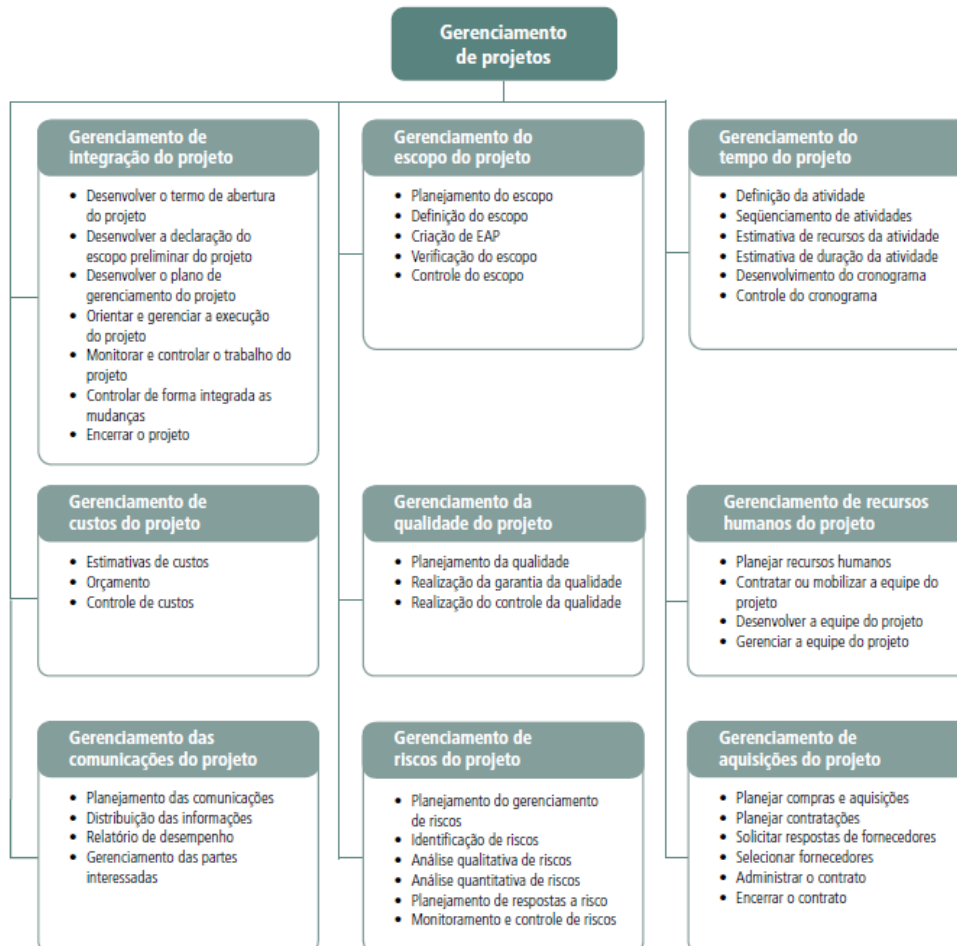 Gerenciamento
de projetos
Gerenciamento de
integração do projeto
• Desenvolver o termo de abertura
do projeto
• Desenvolver a declaração do
escopo preliminar do projeto
• Desenvolver o plano de
gerenciamento do projeto
• Orientar e gerenciar a execução
do projeto
• Monitorar e controlar o trabalho do
projeto
• Controlar de forma integrada as
mudanças
• Encerrar o projeto
Gerenciamento do
escopo do projeto
• Planejamento do escopo
• Definição do escopo
• Criação de EAP
• Verificação do escopo
• Controle do escopo
Gerenciamento do
tempo do projeto
• Definição da atividade
• Seqüenciamento de atividades
• Estimativa de recursos da atividade
• Estimativa de duração da atividade
• Desenvolvimento do cronograma
• Controle do cronograma
Gerenciamento de
custos do projeto
• Estimativas de custos
• Orçamento
• Controle de custos
Gerenciamento da
qualidade do projeto
• Planejamento da qualidade
• Realização da garantia da qualidade
• Realização do controle da qualidade
Gerenciamento de recursos
humanos do projeto
• Planejar recursos humanos
• Contratar ou mobilizar a equipe do
projeto
• Desenvolver a equipe do projeto
• Gerenciar a equipe do projeto
Gerenciamento das
comunicações do projeto
• Planejamento das comunicações
• Distribuição das informações
• Relatório de desempenho
• Gerenciamento das partes
interessadas
Gerenciamento de
riscos do projeto
• Planejamento do gerenciamento
de riscos
• Identificação de riscos
• Análise qualitativa de riscos
• Análise quantitativa de riscos
• Planejamento de respostas a risco
• Monitoramento e controle de riscos
Gerenciamento de
aquisições do projeto
• Planejar compras e aquisições
• Planejar contratações
• Solicitar respostas de fornecedores
• Selecionar fornecedores
• Administrar o contrato
• Encerrar o contrato